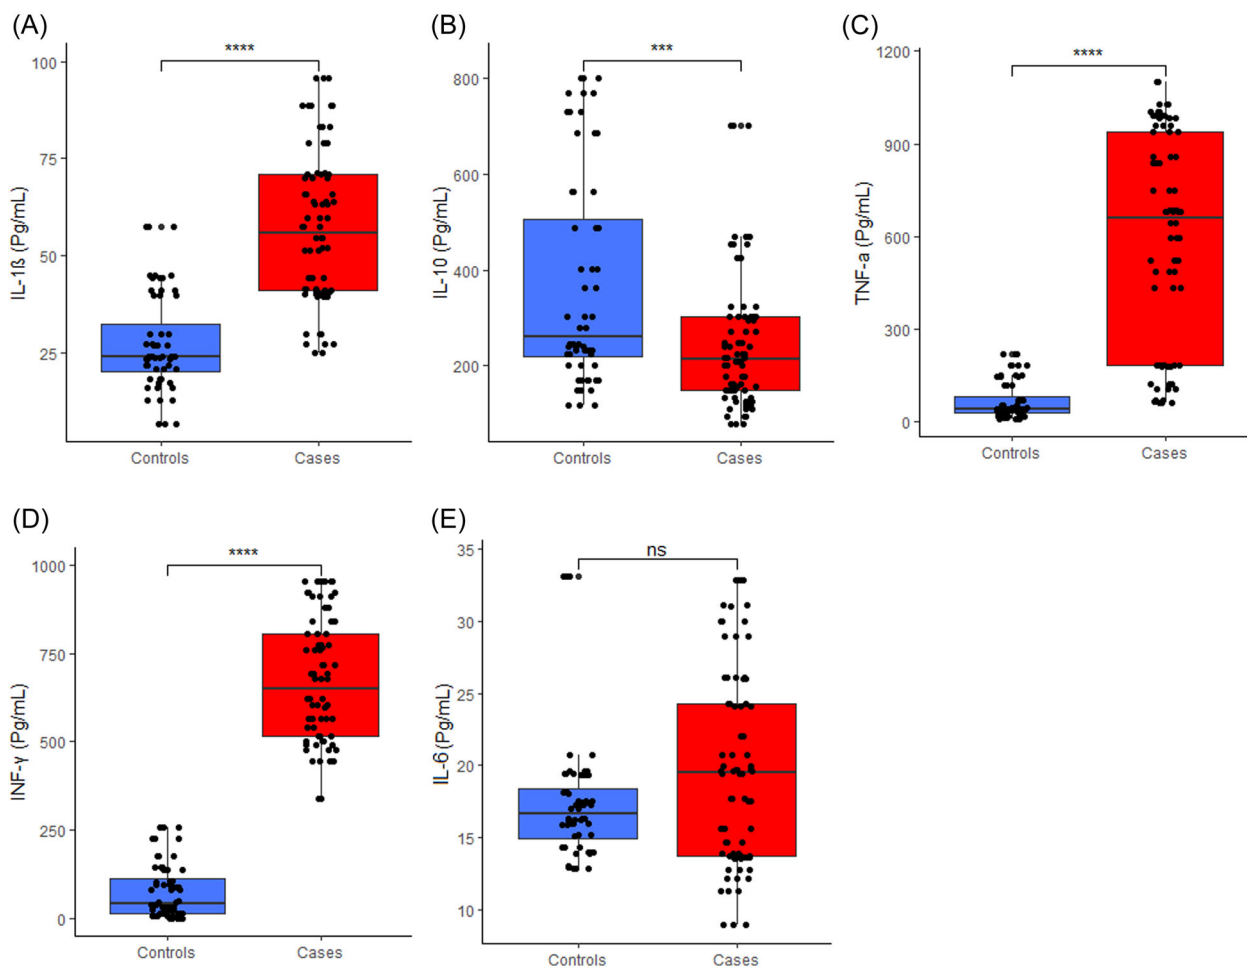 (A)
(B)
(C)
****
***
****
100
75
50
25
IL-1ß (Pg/mL)
Controls
Cases
800
600
400
200
IL-10 (Pg/mL)
Controls
Cases
1200
900
600
300
0
TNF-a (Pg/mL)
Controls
Cases
(D)
(E)
****
ns
1000
750
500
250
0
INF-γ (Pg/mL)
Controls
Cases
35
30
25
20
15
10
IL-6 (Pg/mL)
Controls
Cases